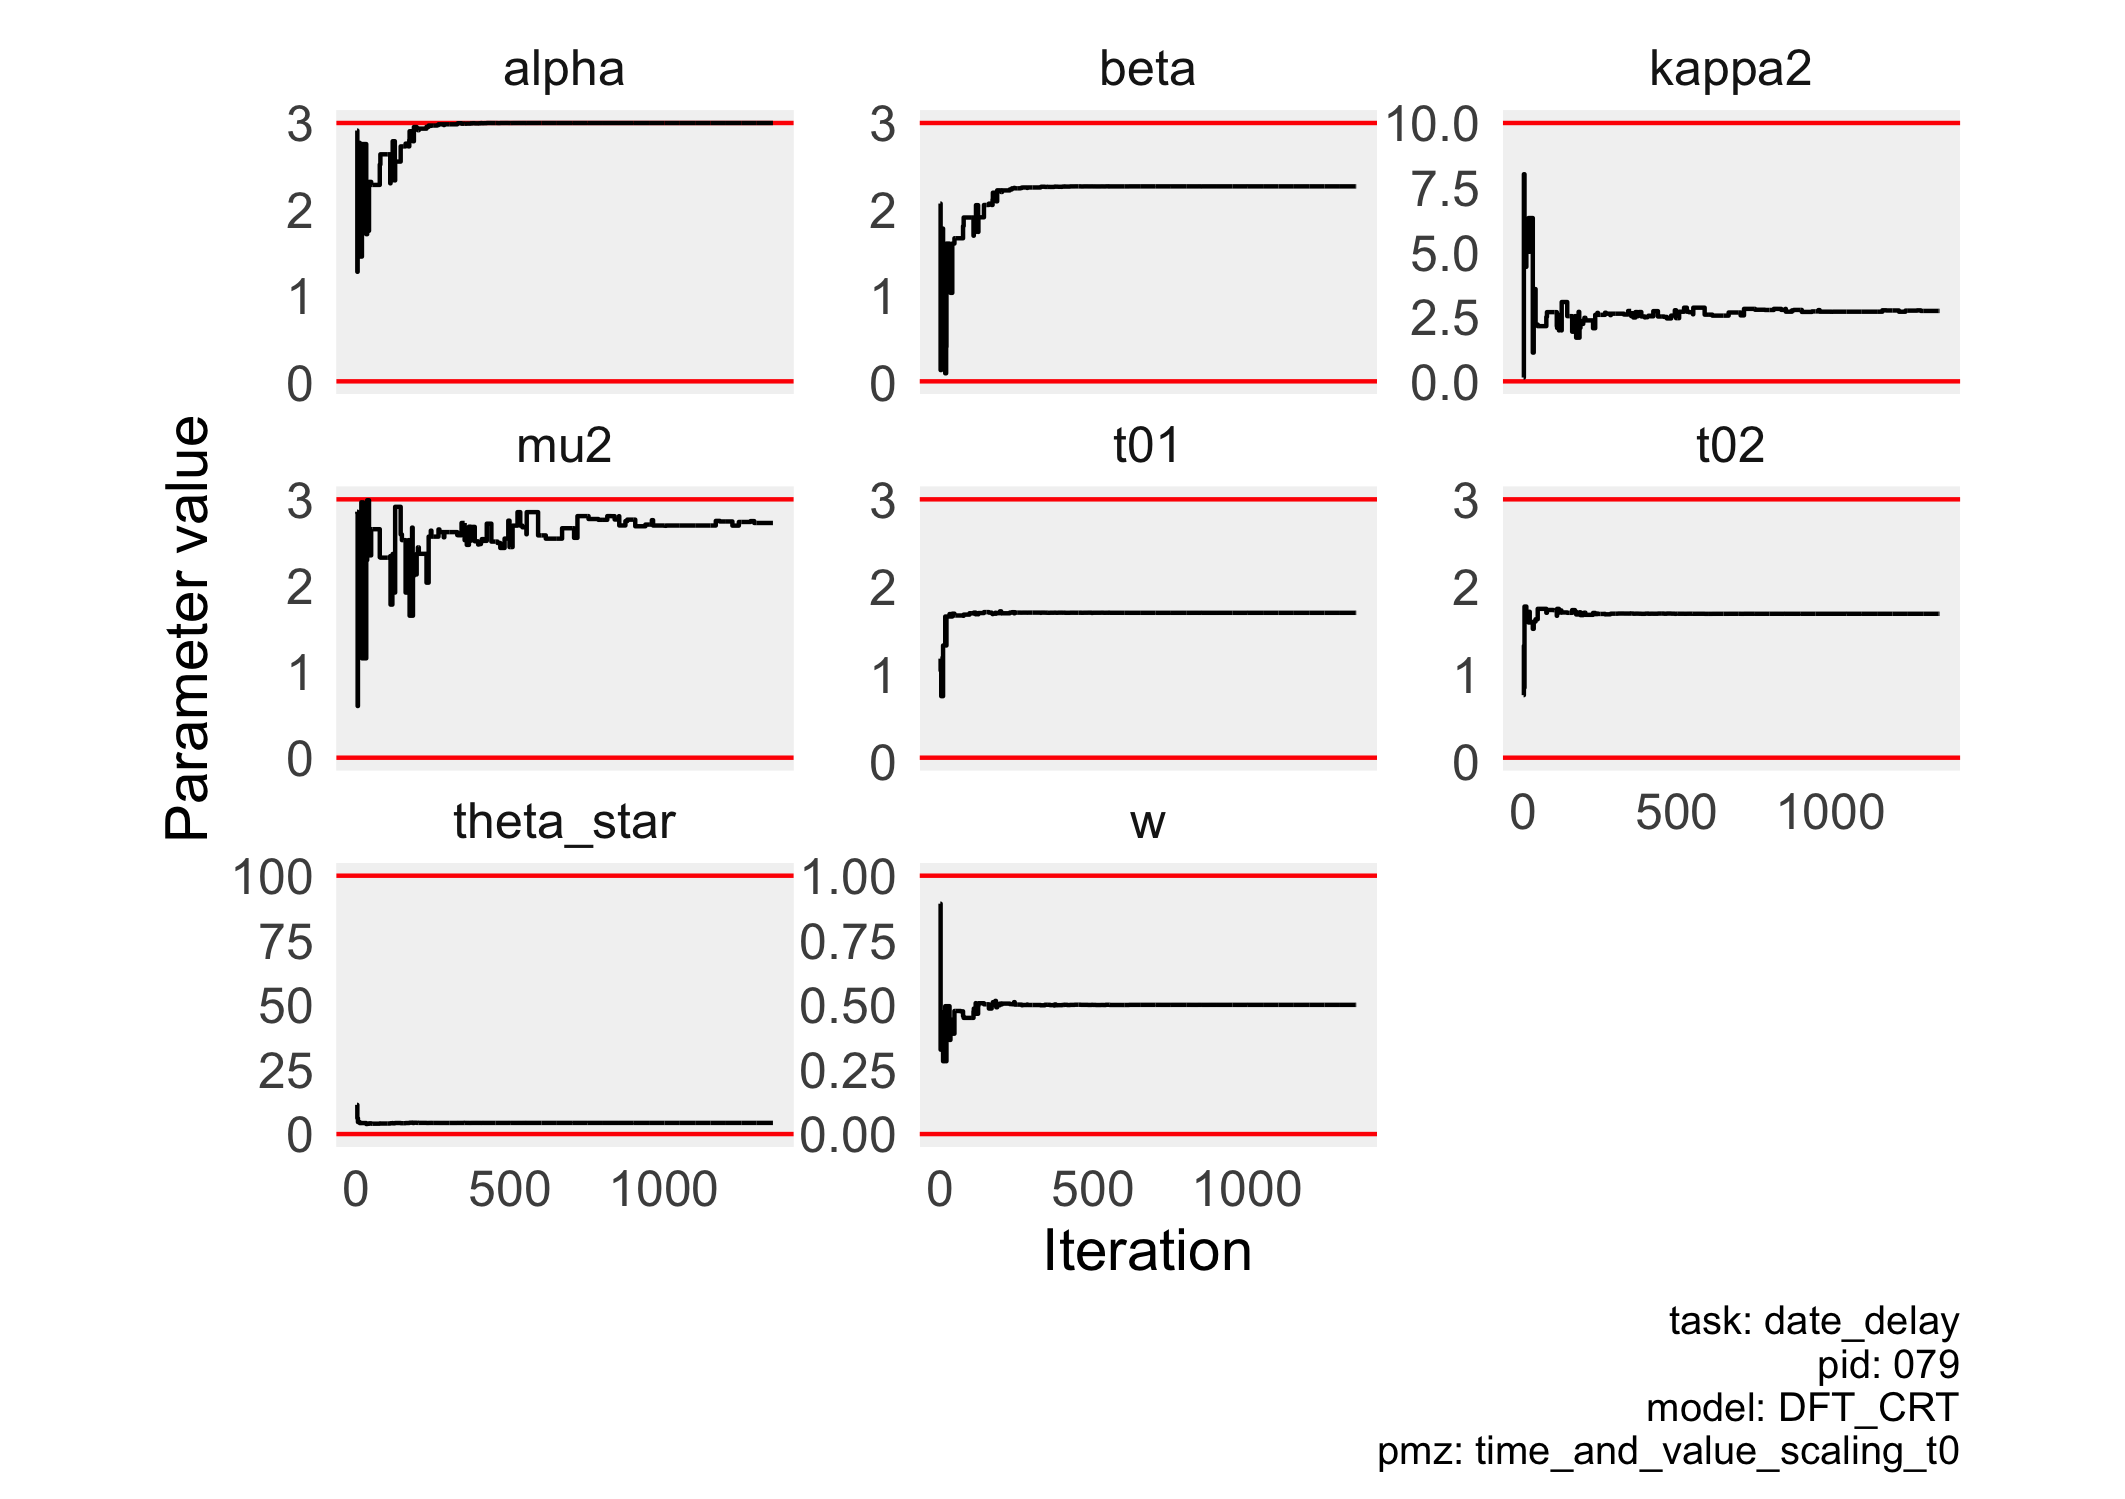 alpha
beta
kappa2
3
2
1
0
3
2
1
0
10.0
7.5
5.0
2.5
0.0
mu2
t01
t02
3
2
1
0
3
2
1
0
3
2
1
0
0 500 1000
theta_star
w
100
75
50
25
0
1.00
0.75
0.50
0.25
0.00
0 500 1000
0 500 1000
Parameter value
Iteration
task: date_delay
pid: 079
model: DFT_CRT
pmz: time_and_value_scaling_t0